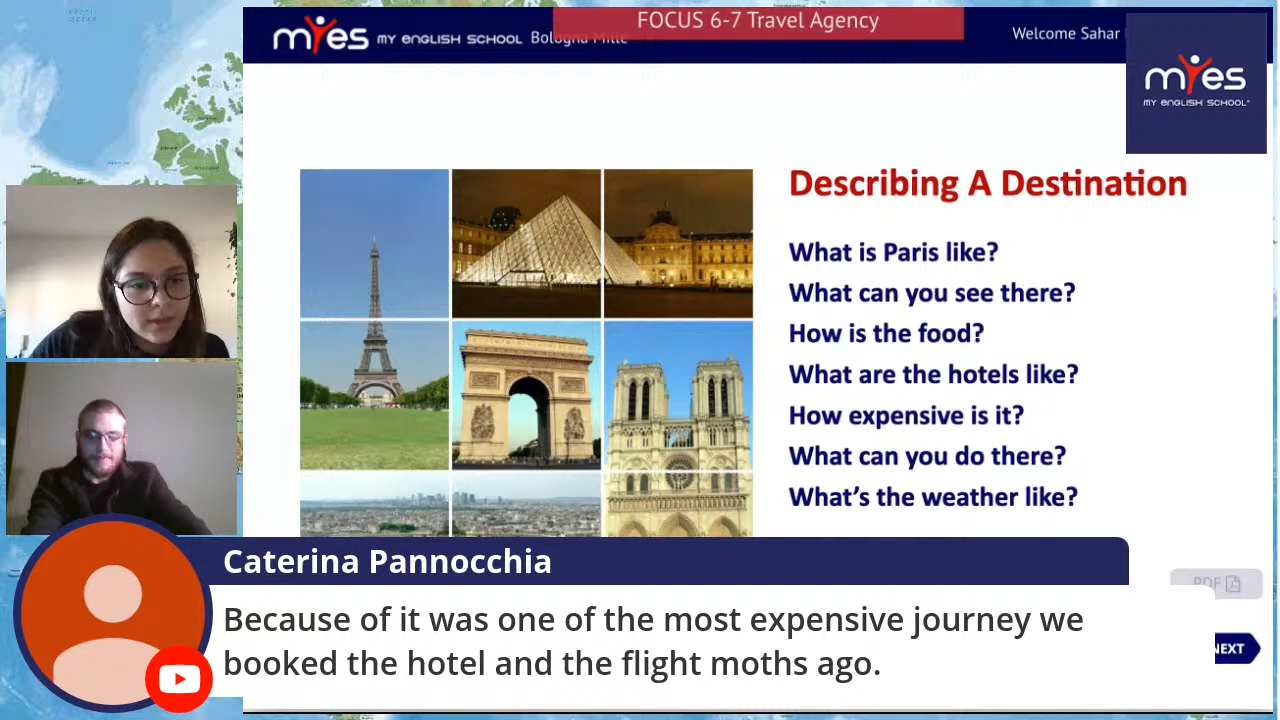 FOCUS 6-7 Travel Agency
myes MY ENGLISH SCHOOL Bologna Mille
Welcome Sahar
myes
MY ENGLISH SCHOOL
Describing A Destination
What is Paris like?
What can you see there?
How is the food?
What are the hotels like?
How expensive is it?
What can you do there?
What's the weather like?
PDF
NEXT
Caterina Pannocchia
Because of it was one of the most expensive journey we
booked the hotel and the flight moths ago.